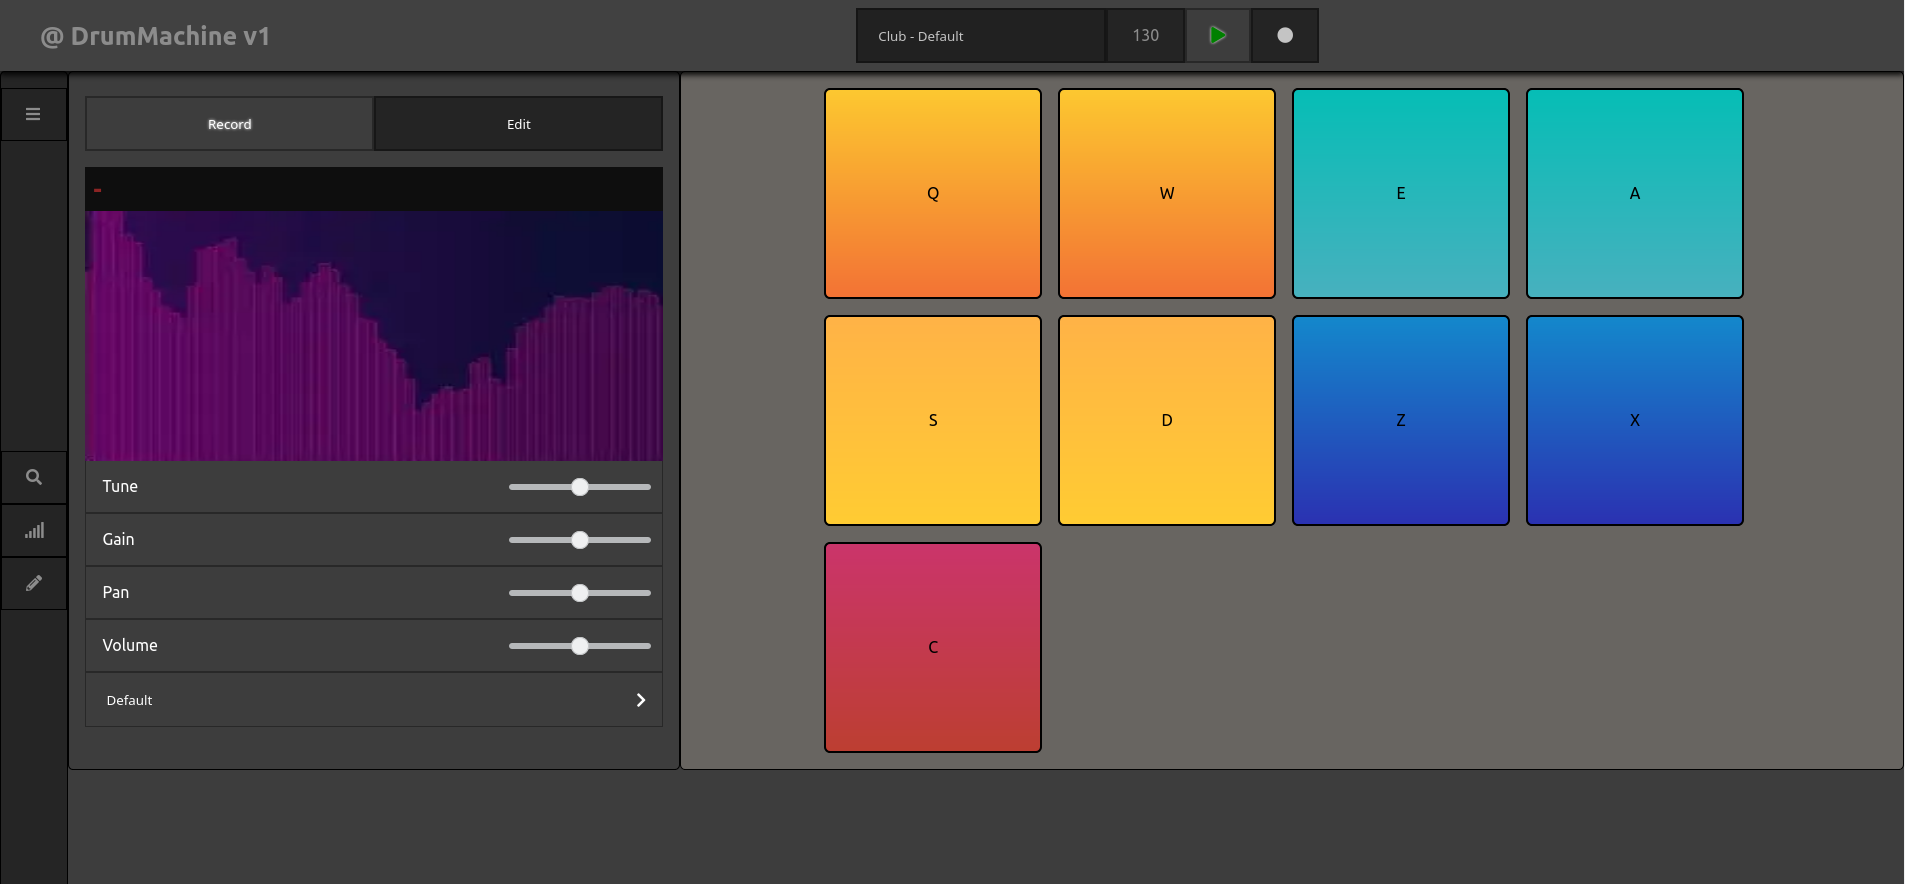 @ DrumMachine v1
Club - Default
130
Record
Edit
-
Tune
Gain
Pan
Volume
Default
Q
W
E
A
S
D
Z
X
C